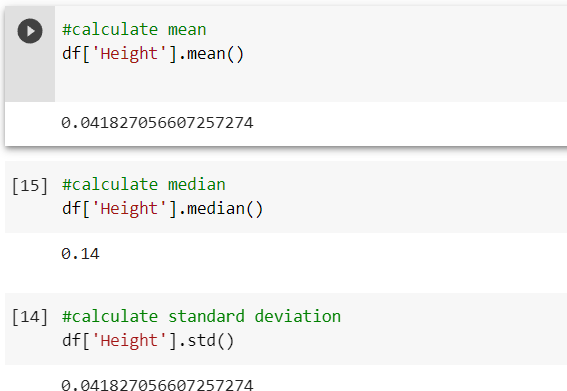 #calculate mean
df['Height'].mean()
0.041827056607257274
[15] #calculate median
df['Height'].median()
0.14
[14] #calculate standard deviation
df['Height'].std()
0.041827056607257274